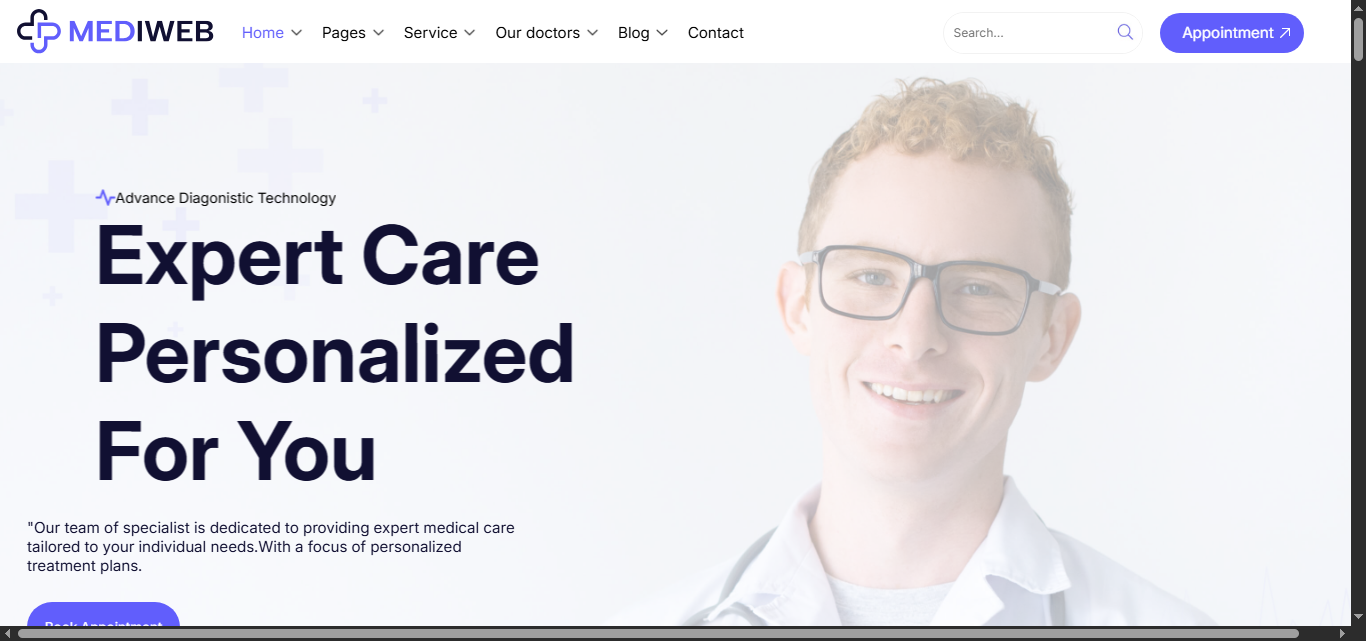 MEDIWEB
Home Pages Service Our doctors Blog Contact
Search...
Appointment
Advance Diagonistic Technology
Expert Care
Personalized
For You
"Our team of specialist is dedicated to providing expert medical care
tailored to your individual needs.With a focus of personalized
treatment plans.
Book Appointment